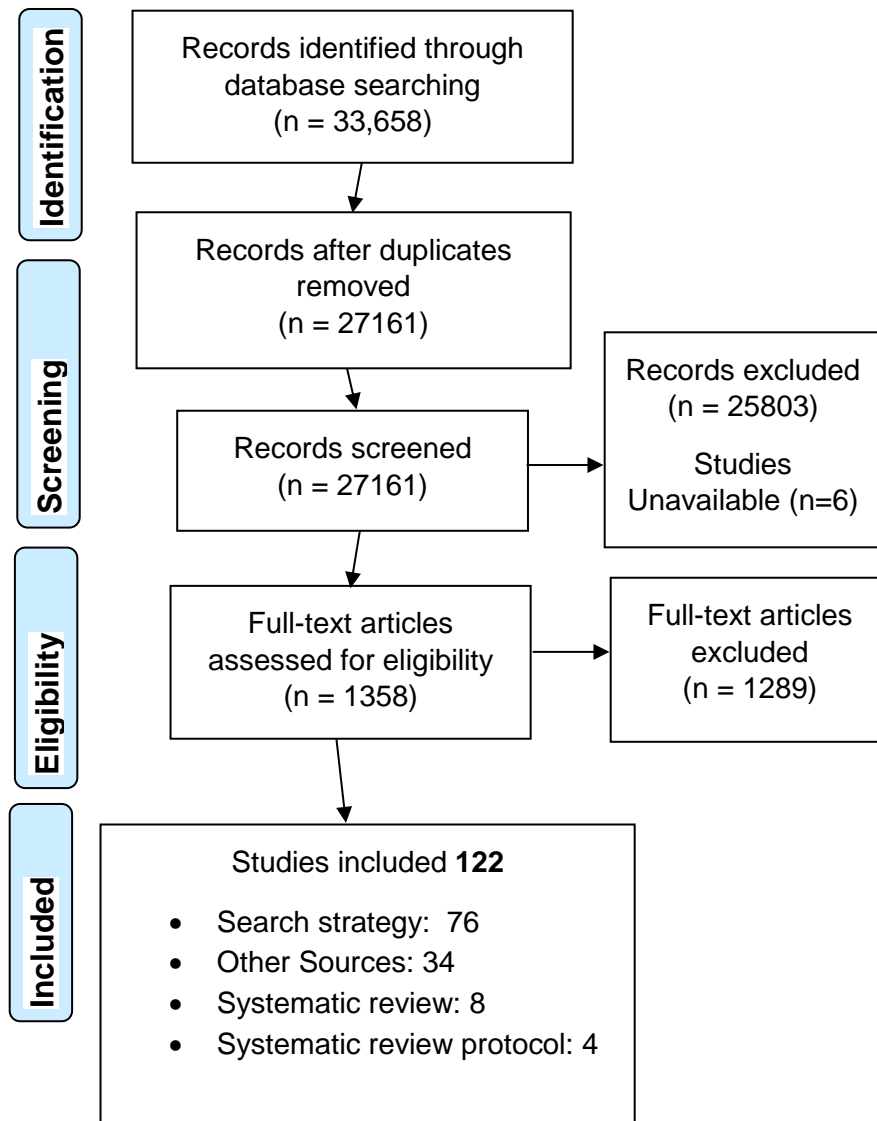 Identification
Records identified through
database searching
(n = 33,658)
Records after duplicates
removed
(n = 27161)
Screening
Records screened
(n = 27161)
Records excluded
(n = 25803)
Studies
Unavailable (n=6)
Eligibility
Full-text articles
assessed for eligibility
(n = 1358)
Full-text articles
excluded
(n = 1289)
Included
Studies included 122
• Search strategy: 76
• Other Sources: 34
• Systematic review: 8
• Systematic review protocol: 4